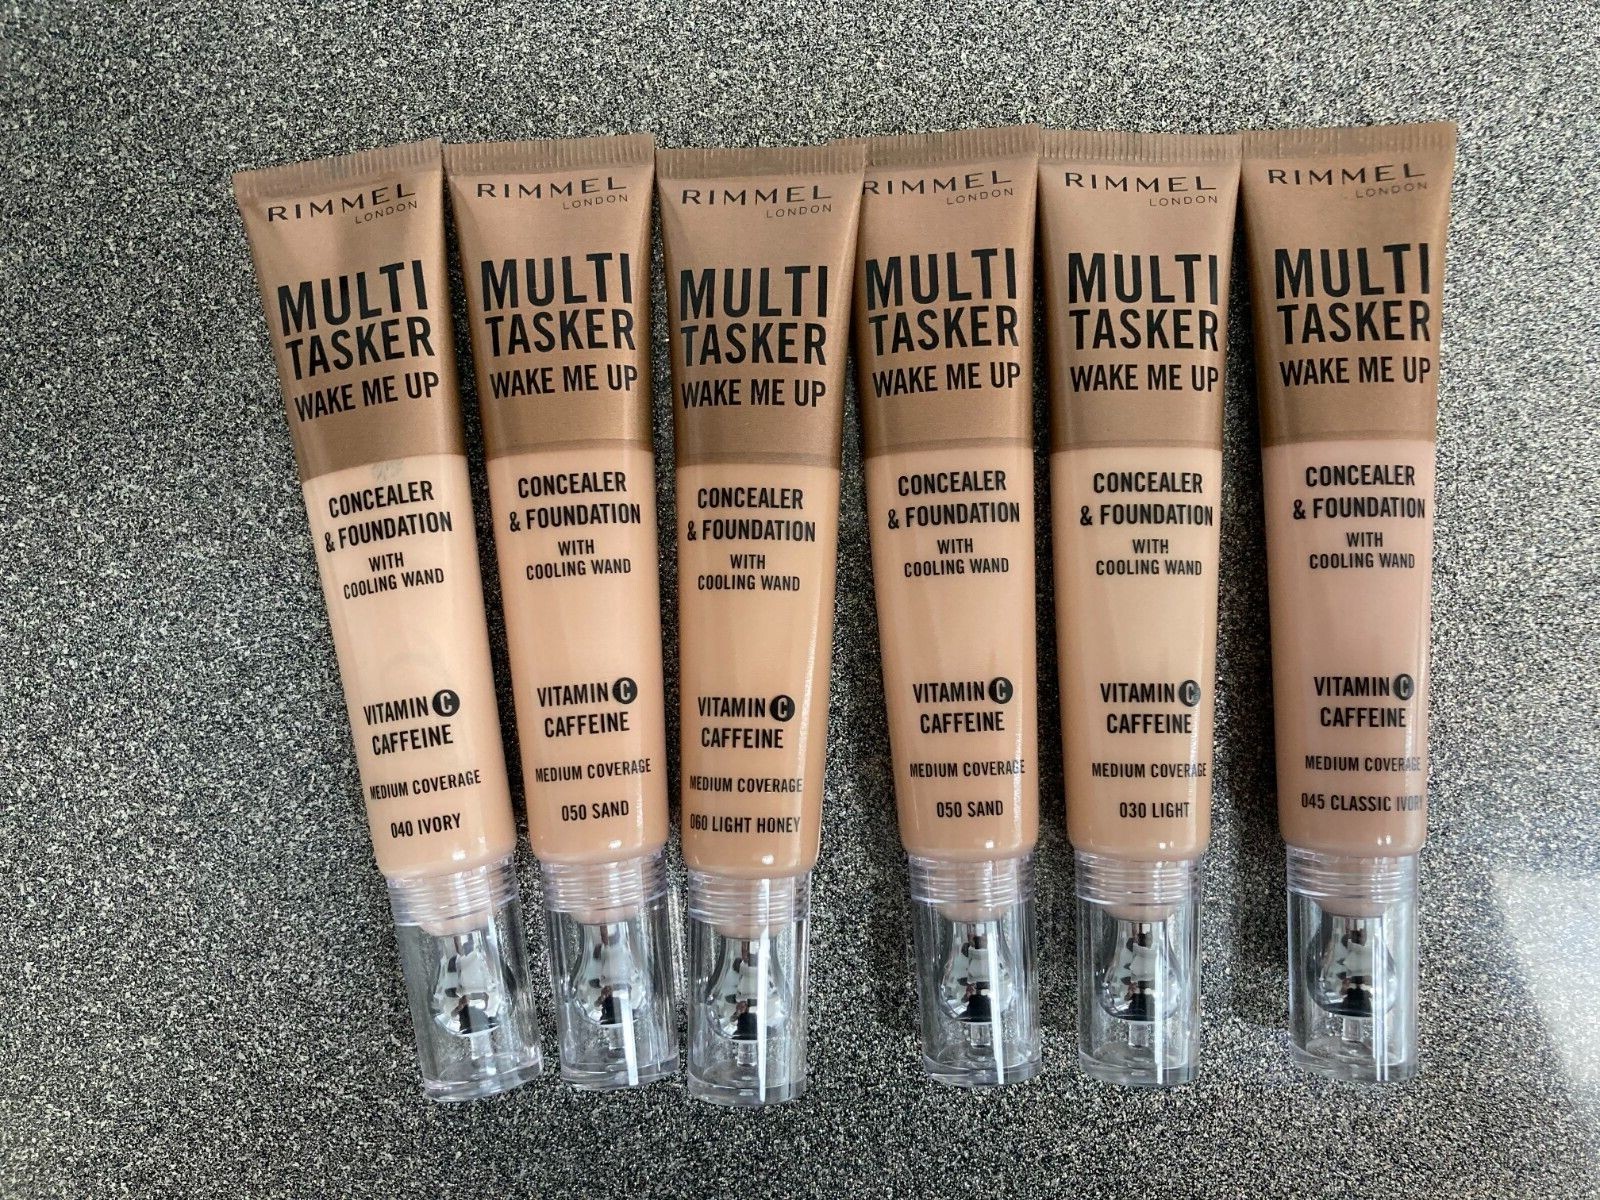 RIMMEL
LONDON
MULTI
TASKER
WAKE ME UP
CONCEALER
& FOUNDATION
WITH
COOLING WAND
VITAMIN C
CAFFEINE
MEDIUM COVERAGE
040 IVORY
RIMMEL
LONDON
MULTI
TASKER
WAKE ME UP
CONCEALER
& FOUNDATION
WITH
COOLING WAND
VITAMIN C
CAFFEINE
MEDIUM COVERAGE
050 SAND
RIMMEL
LONDON
MULTI
TASKER
WAKE ME UP
CONCEALER
& FOUNDATION
WITH
COOLING WAND
VITAMIN C
CAFFEINE
MEDIUM COVERAGE
060 LIGHT HONEY
RIMMEL
LONDON
MULTI
TASKER
WAKE ME UP
CONCEALER
& FOUNDATION
WITH
COOLING WAND
VITAMIN C
CAFFEINE
MEDIUM COVERAGE
050 SAND
RIMMEL
LONDON
MULTI
TASKER
WAKE ME UP
CONCEALER
& FOUNDATION
WITH
COOLING WAND
VITAMIN C
CAFFEINE
MEDIUM COVERAGE
030 LIGHT
RIMMEL
LONDON
MULTI
TASKER
WAKE ME UP
CONCEALER
& FOUNDATION
WITH
COOLING WAND
VITAMIN C
CAFFEINE
MEDIUM COVERAGE
045 CLASSIC IVORY